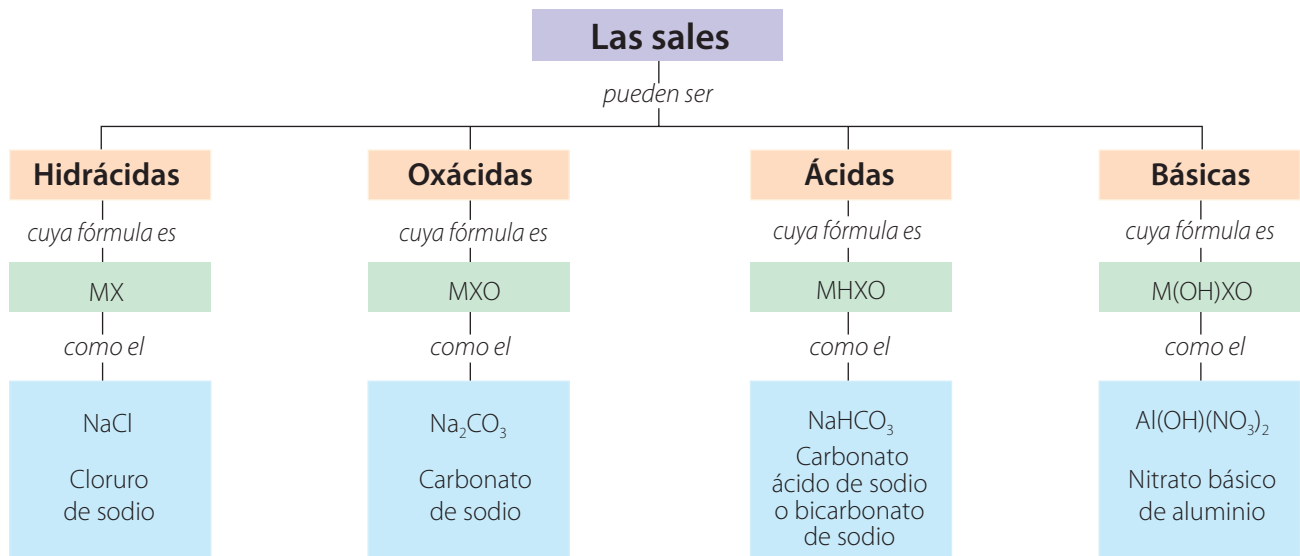 Las sales
pueden ser
Hidrácidas
Oxácidas
Ácidas
Básicas
cuya fórmula es
cuya fórmula es
cuya fórmula es
cuya fórmula es
MX
MXO
MHXO
M(OH)XO
como el
como el
como el
como el
NaCl
Cloruro
de sodio
Na₂CO₃
Carbonato
de sodio
NaHCO₃
Carbonato
ácido de sodio
o bicarbonato
de sodio
Al(OH)(NO₃)₂
Nitrato básico
de aluminio